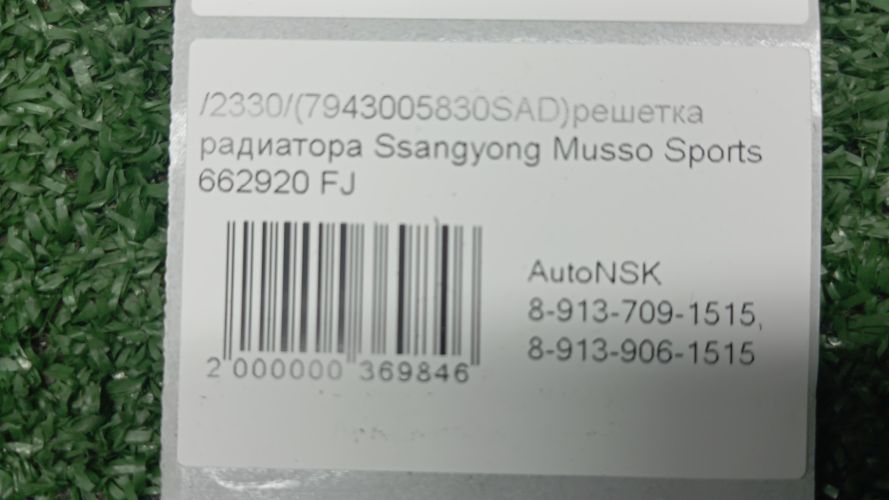 /2330/(7943005830SAD)решетка
радиатора Ssangyong Musso Sports
662920 FJ
AutoNSK
8-913-709-1515,
8-913-906-1515
2 000000 369846